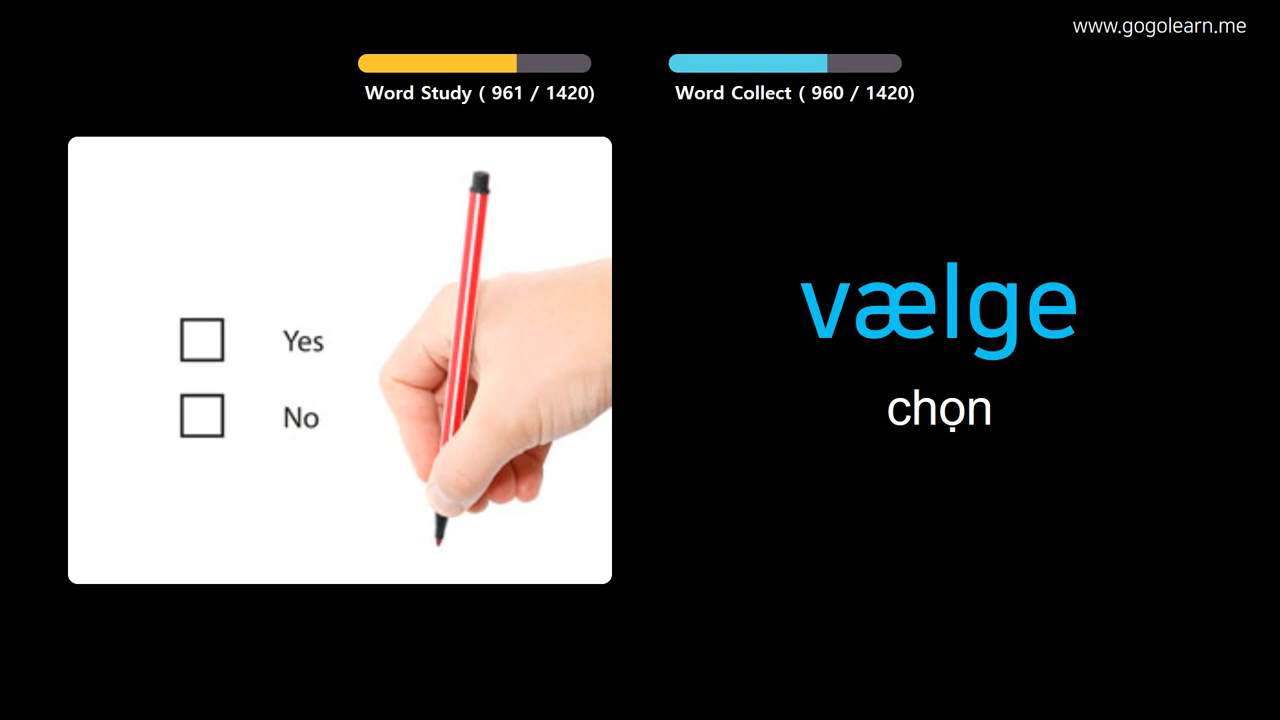 www.gogolearn.me
Word Study ( 961 / 1420)
Word Collect ( 960 / 1420)
Yes
No
vælge
chọn